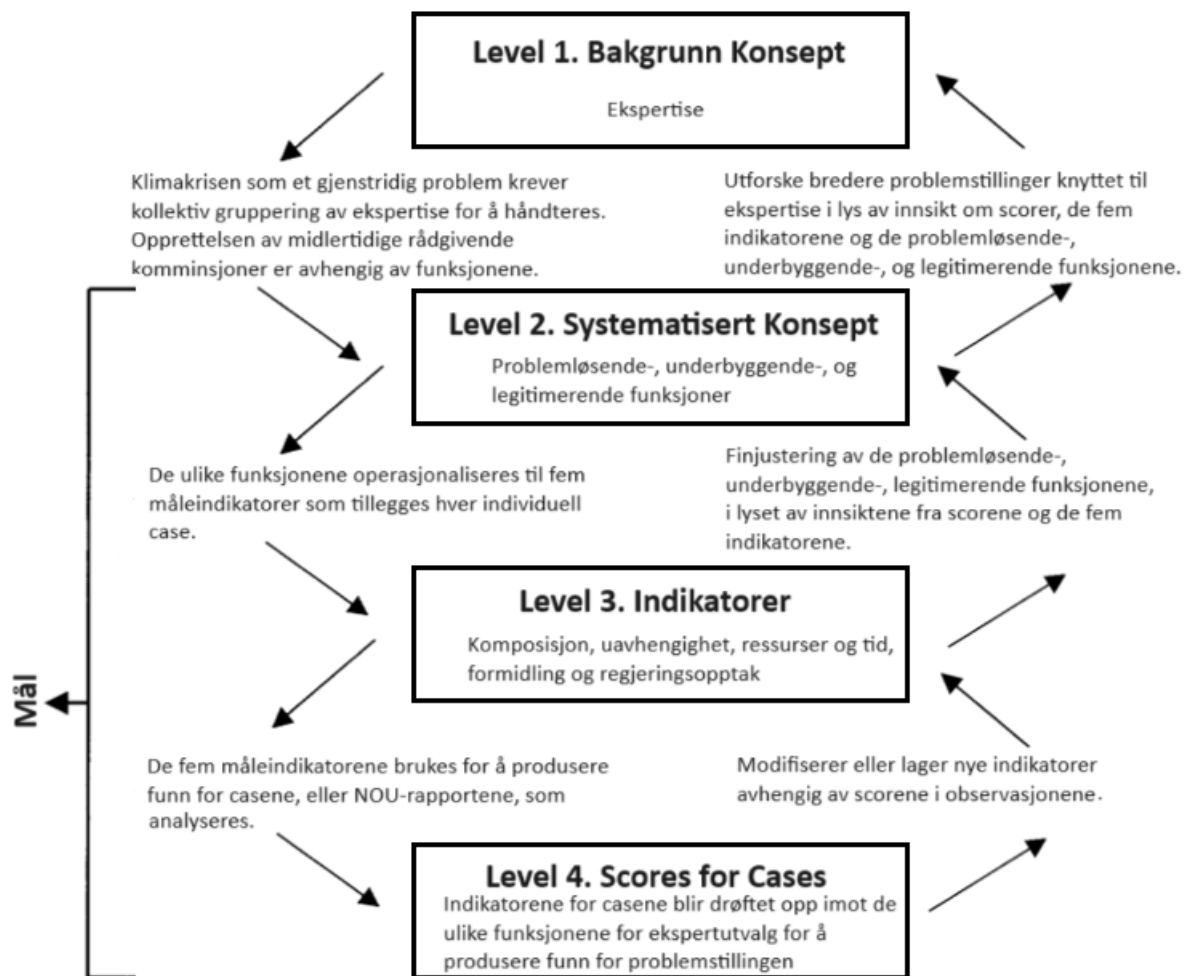 Level 1. Bakgrunn Konsept
Ekspertise
Klimakrisen som et gjenstridig problem krever
kollektiv gruppering av ekspertise for å håndteres.
Opprettelsen av midlertidige rådgivende
komminsjoner er avhengig av funksjonene.
Utforske bredere problemstillinger knyttet til
ekspertise i lys av innsikt om scorer, de fem
indikatorene og de problemløsende-,
underbyggende-, og legitimerende funksjonene.
Level 2. Systematisert Konsept
Problemløsende-, underbyggende-, og
legitimerende funksjoner
De ulike funksjonene operasjonaliseres til fem
måleindikatorer som tillegges hver individuell
case.
Finjustering av de problemløsende-,
underbyggende-, legitimerende funksjonene,
i lyset av innsiktene fra scorene og de fem
indikatorene.
Level 3. Indikatorer
Komposisjon, uavhengighet, ressurser og tid,
formidling og regjeringsopptak
Mål
De fem måleindikatorene brukes for å produsere
funn for casene, eller NOU-rapportene, som
analyseres.
Modifiserer eller lager nye indikatorer
avhengig av scorene i observasjonene.
Level 4. Scores for Cases
Indikatorene for casene blir drøftet opp imot de
ulike funksjonene for ekspertutvalg for å
produsere funn for problemstillingen